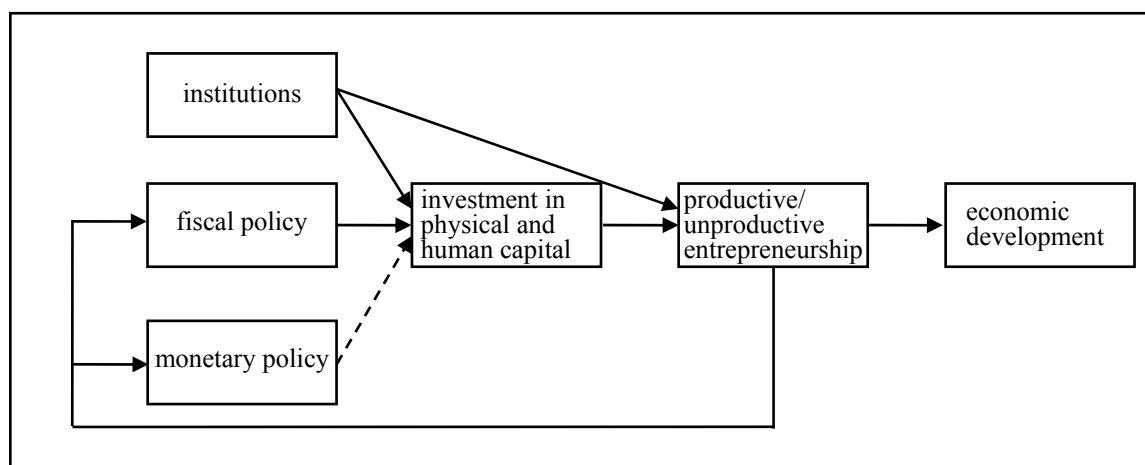 institutions
fiscal policy
investment in
physical and
human capital
productive/
unproductive
entrepreneurship
economic
development
monetary policy